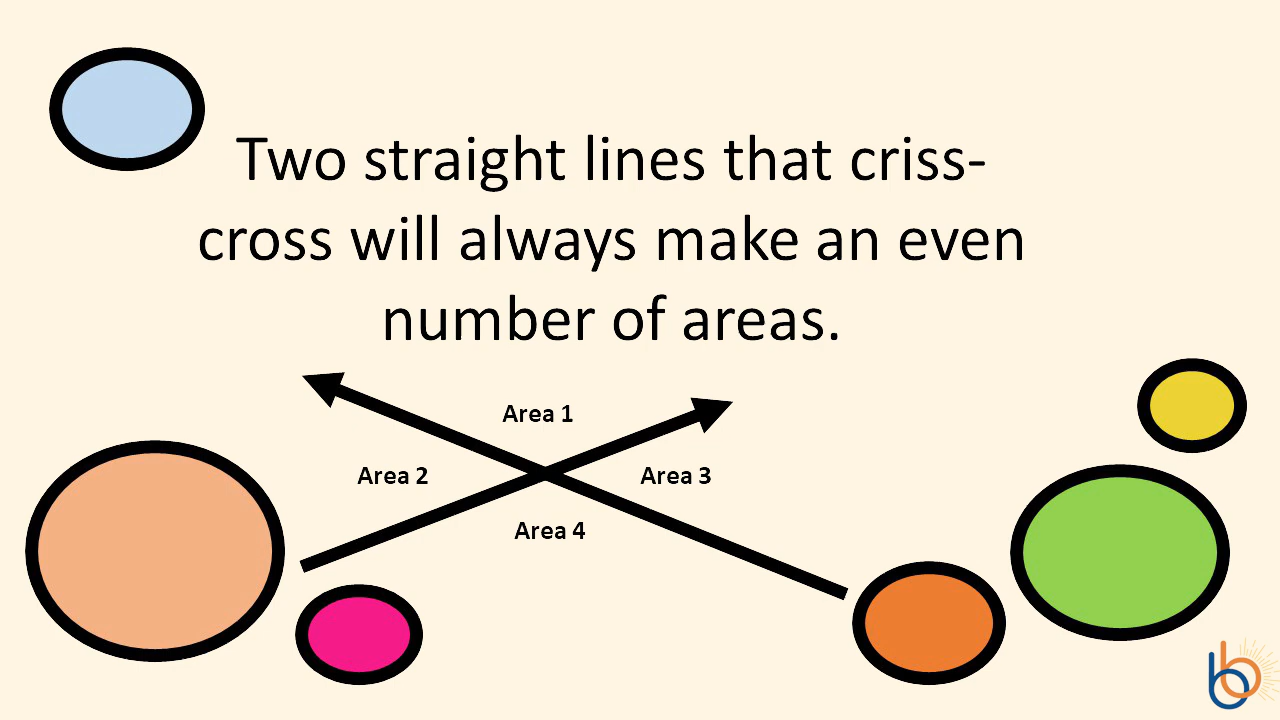 Two straight lines that criss-
cross will always make an even
number of areas.
Area 1
Area 2
Area 3
Area 4